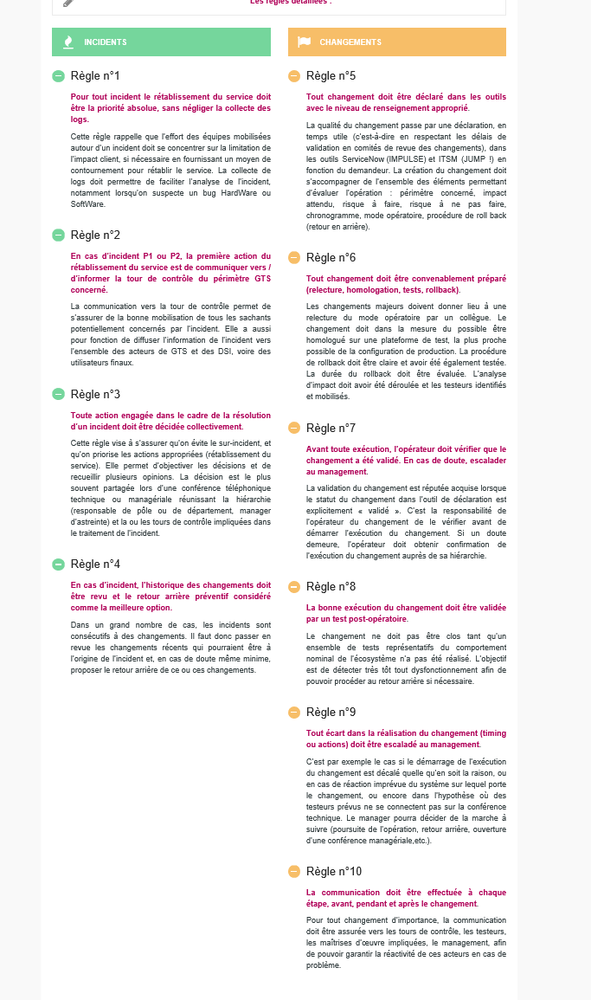 Les règles détaillées :
INCIDENTS
Règle n°1
Pour tout incident le rétablissement du service doit
être la priorité absolue, sans négliger la collecte des
logs.
Cette règle rappelle que l'effort des équipes mobilisées
autour d'un incident doit se concentrer sur la limitation de
l'impact client, si nécessaire en fournissant un moyen de
contournement pour rétablir le service. La collecte de
logs doit permettre de faciliter l'analyse de l'incident,
notamment lorsqu'on suspecte un bug HardWare ou
SoftWare.
Règle n°2
En cas d'incident P1 ou P2, la première action du
rétablissement du service est de communiquer vers /
d'informer la tour de contrôle du périmètre GTS
concerné.
La communication vers la tour de contrôle permet de
s'assurer de la bonne mobilisation de tous les sachants
potentiellement concernés par l'incident. Elle a aussi
pour fonction de diffuser l'information de l'incident vers
l'ensemble des acteurs de GTS et des DSI, voire des
utilisateurs finaux.
Règle n°3
Toute action engagée dans le cadre de la résolution
d'un incident doit être décidée collectivement.
Cette régle vise à s'assurer qu'on évite le sur-incident, et
qu'on priorise les actions appropriées (rétablissement du
service). Elle permet d'objectiver les décisions et de
recueillir plusieurs opinions. La décision est le plus
souvent partagée lors d'une conférence téléphonique
technique ou managériale réunissant la hiérarchie
(responsable de pôle ou de département, manager
d'astreinte) et la ou les tours de contrôle impliquées dans
le traitement de l'incident.
Règle n°4
En cas d'incident, l'historique des changements doit
être revu et le retour arrière préventif considéré
comme la meilleure option.
Dans un grand nombre de cas, les incidents sont
consécutifs à des changements. Il faut donc passer en
revue les changements récents qui pourraient être à
l'origine de l'incident et, en cas de doute même minime,
proposer le retour arrière de ce ou ces changements.
CHANGEMENTS
Règle n°5
Tout changement doit être déclaré dans les outils
avec le niveau de renseignement approprié.
La qualité du changement passe par une déclaration, en
temps utile (c'est-à-dire en respectant les délais de
validation en comités de revue des changements), dans
les outils ServiceNow (IMPULSE) et ITSM (JUMP !) en
fonction du demandeur. La création du changement doit
s'accompagner de l'ensemble des éléments permettant
d'évaluer l'opération : périmètre concerné, impact
attendu, risque à faire, risque à ne pas faire,
chronogramme, mode opératoire, procédure de roll back
(retour en arrière).
Règle n°6
Tout changement doit être convenablement préparé
(relecture, homologation, tests, rollback).
Les changements majeurs doivent donner lieu à une
relecture du mode opératoire par un collègue. Le
changement doit dans la mesure du possible être
homologué sur une plateforme de test, la plus proche
possible de la configuration de production. La procédure
de rollback doit être claire et avoir été également testée.
La durée du rollback doit être évaluée. L'analyse
d'impact doit avoir été déroulée et les testeurs identifiés
et mobilisés.
Règle n°7
Avant toute exécution, l'opérateur doit vérifier que le
changement a été validé. En cas de doute, escalader
au management.
La validation du changement est réputée acquise lorsque
le statut du changement dans l'outil de déclaration est
explicitement « validé ». C'est la responsabilité de
l'opérateur du changement de le vérifier avant de
démarrer l'exécution du changement. Si un doute
demeure, l'opérateur doit obtenir confirmation de
l'exécution du changement auprès de sa hiérarchie.
Règle n°8
La bonne exécution du changement doit être validée
par un test post-opératoire.
Le changement ne doit pas être clos tant qu'un
ensemble de tests représentatifs du comportement
nominal de l'écosystème n'a pas été réalisé. L'objectif
est de détecter très tôt tout dysfonctionnement afin de
pouvoir procéder au retour arrière si nécessaire.
Règle n°9
Tout écart dans la réalisation du changement (timing
ou actions) doit être escaladé au management.
C'est par exemple le cas si le démarrage de l'exécution
du changement est décalé quelle qu'en soit la raison, ou
en cas de réaction imprévue du système sur lequel porte
le changement, ou encore dans l'hypothèse où des
testeurs prévus ne se connectent pas sur la conférence
technique. Le manager pourra décider de la marche à
suivre (poursuite de l'opération, retour arrière, ouverture
d'une conférence managériale,etc.).
Règle n°10
La communication doit être effectuée à chaque
étape, avant, pendant et après le changement.
Pour tout changement d'importance, la communication
doit être assurée vers les tours de contrôle, les testeurs,
les maîtrises d'œuvre impliquées, le management, afin
de pouvoir garantir la réactivité de ces acteurs en cas de
problème.